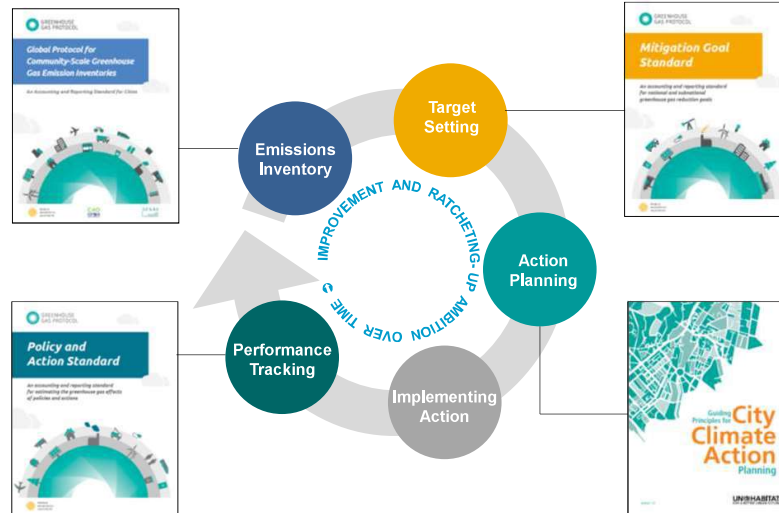 GREENHOUSE
GAS PROTOCOL
Global Protocol for
Community-Scale Greenhouse
Gas Emission Inventories
An Accounting and Reporting Standard for Cities
GREENHOUSE
GAS PROTOCOL
Mitigation Goal
Standard
An accounting and reporting standard
for national and subnational
greenhouse gas reduction goals
Target
Setting
Emissions
Inventory
IMPROVEMENT AND RATCHETING-UP AMBITION OVER TIME
Action
Planning
GREENHOUSE
GAS PROTOCOL
Policy and
Action Standard
An accounting and reporting standard
for estimating the greenhouse gas effects
of policies and actions
Performance
Tracking
Implementing
Action
Guiding
Principles for City
Climate
Action
Planning
UN HABITAT